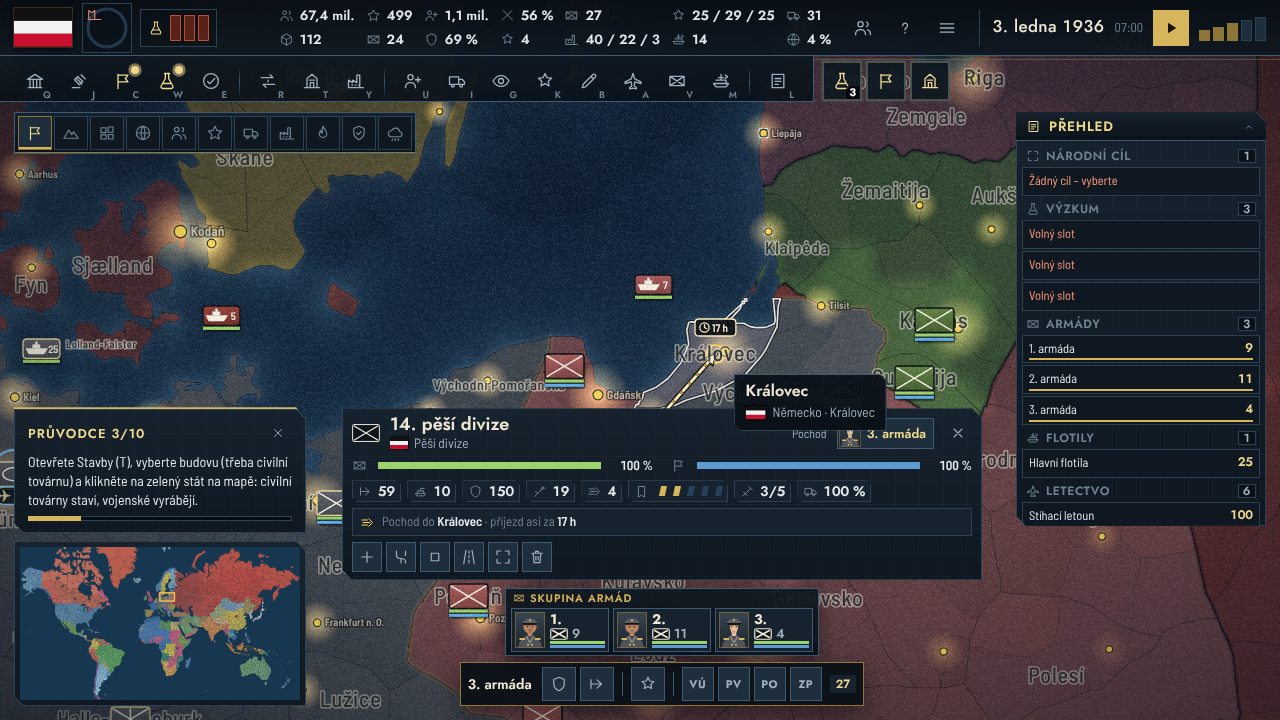 67,4 mil.
499
1,1 mil.
56 %
27
25 / 29 / 25
31
112
24
69 %
4
40 / 22 / 3
14
4 %
?
3. ledna 1936
07:00
Q
J
C
W
E
R
T
Y
U
I
G
K
B
A
V
M
L
3
Riga
Zemgale
Liepāja
Žemaitija
Klaipėda
Tilsit
Skåne
Aarhus
Kodaň
Sjælland
Fyn
Lolland-Falster
Kiel
5
25
7
17 h
Královec
Gdaňsk
PŘEHLED
NÁRODNÍ CÍL
1
Žádný cíl – vyberte
VÝZKUM
3
Volný slot
Volný slot
Volný slot
ARMÁDY
3
1. armáda
9
2. armáda
11
3. armáda
4
FLOTILY
1
Hlavní flotila
25
LETECTVO
6
Stíhací letoun
100
Královec
Německo · Královec
PRŮVODCE 3/10
Otevřete Stavby (T), vyberte budovu (třeba civilní
továrnu) a klikněte na zelený stát na mapě: civilní
továrny staví, vojenské vyrábějí.
14. pěší divize
Pěší divize
Pochod
3. armáda
100 %
100 %
59
10
150
19
4
3/5
100 %
Pochod do Královec · příjezd asi za 17 h
Frankfurt n. O.
Lužice
Polesí
SKUPINA ARMÁD
1.
9
2.
11
3.
4
3. armáda
VÚ
PV
PO
ZP
27